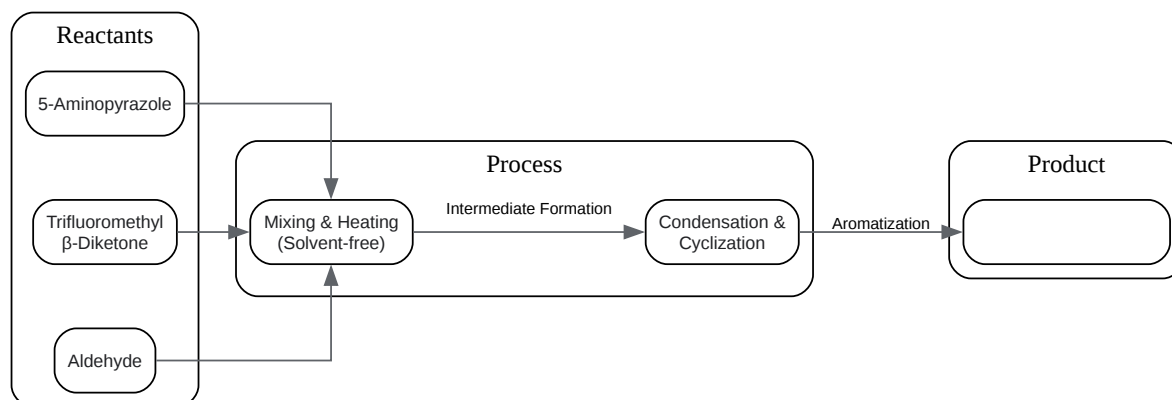 Reactants
5-Aminopyrazole
Trifluoromethyl
β-Diketone
Aldehyde
Process
Mixing & Heating
(Solvent-free)
Intermediate Formation
Condensation &
Cyclization
Aromatization
Product